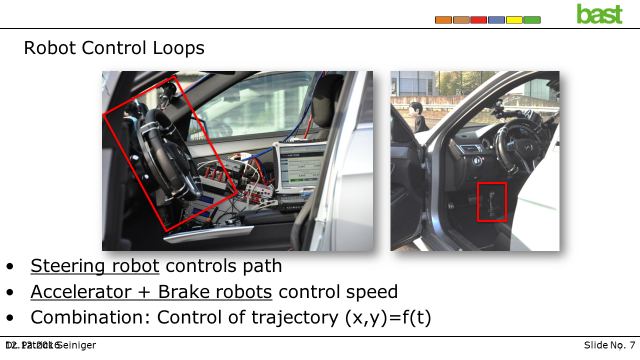 bast
Robot Control Loops
• Steering robot controls path
• Accelerator + Brake robots control speed
• Combination: Control of trajectory (x,y)=f(t)
Seiniger
Slide No. 7